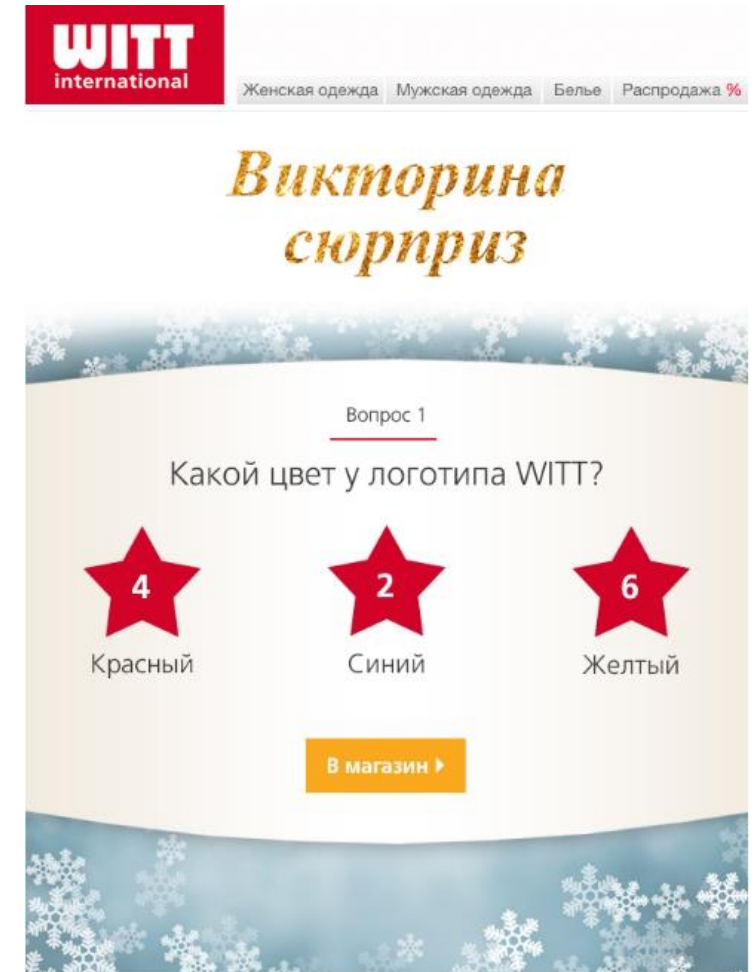 WITT
international
Женская одежда Мужская одежда Белье Распродажа %
Викторина
сюрприз
Вопрос 1
Какой цвет у логотипа WITT?
4 2 6
Красный Синий Желтый
В магазин